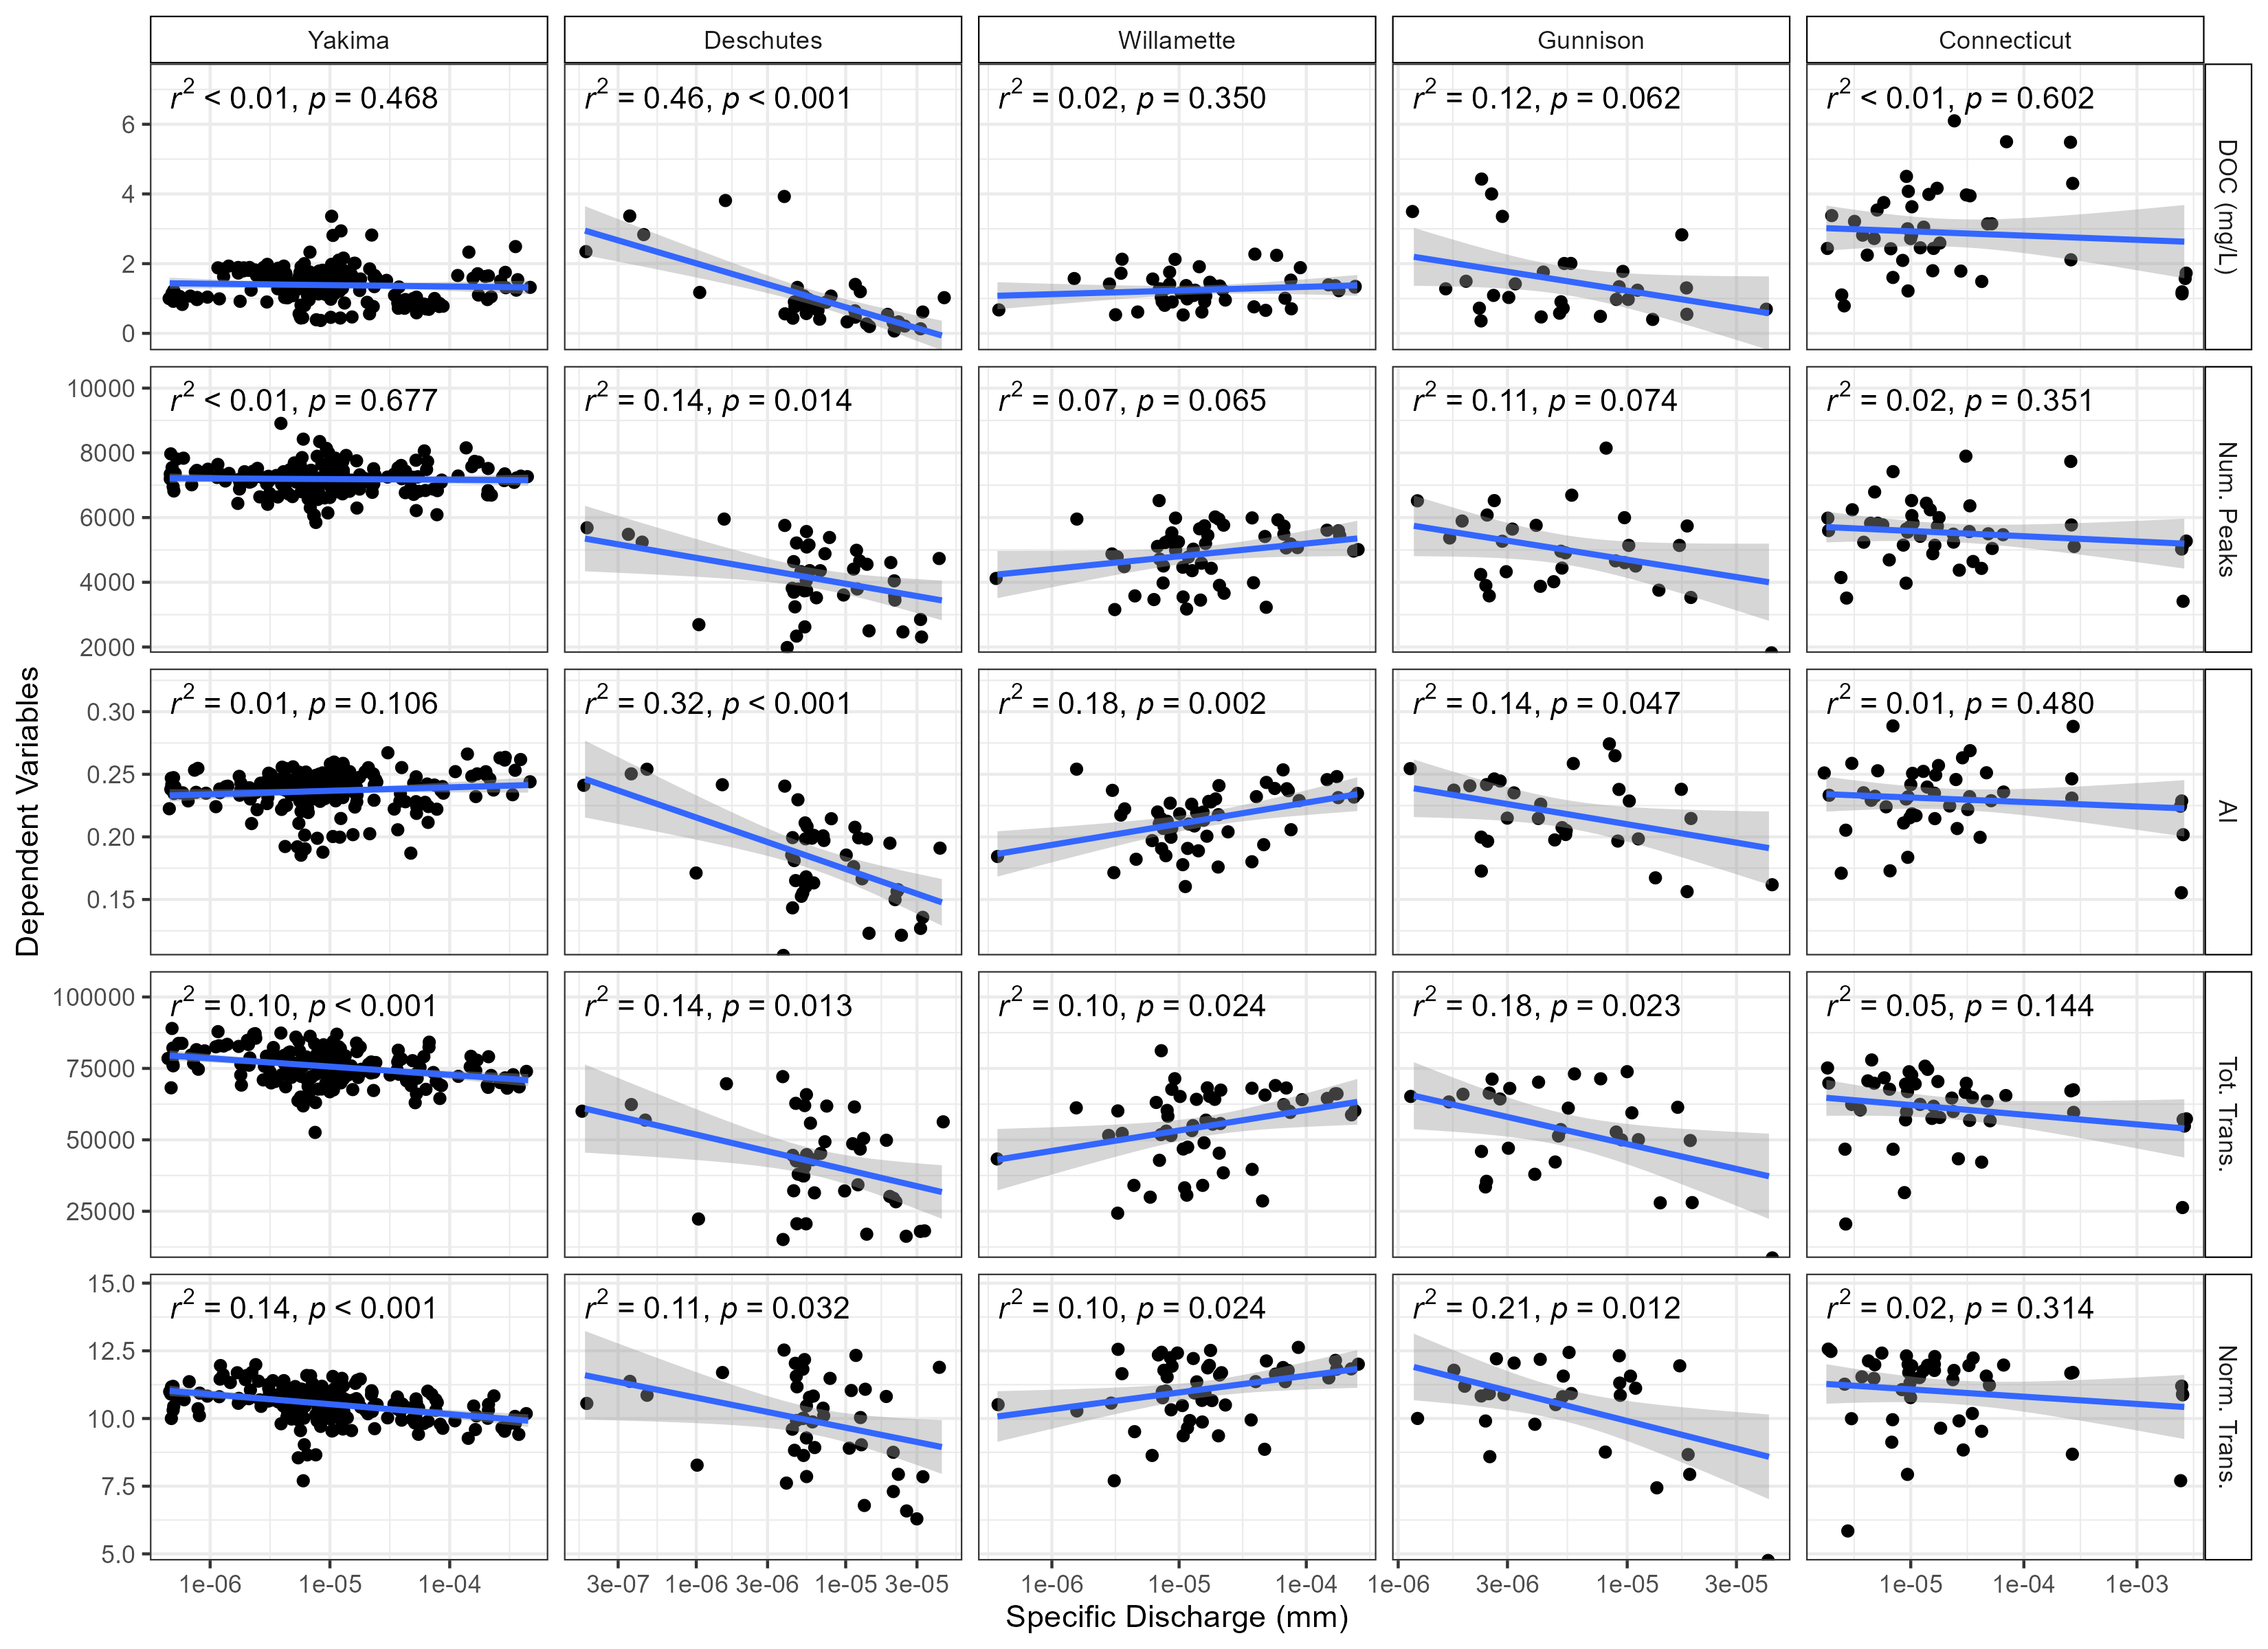 Yakima Deschutes Willamette Gunnison Connecticut
r2 < 0.01, p = 0.468 r2 = 0.46, p < 0.001 r2 = 0.02, p = 0.350 r2 = 0.12, p = 0.062 r2 < 0.01, p = 0.602
6
4
2
0
DOC (mg/L)
r2 < 0.01, p = 0.677 r2 = 0.14, p = 0.014 r2 = 0.07, p = 0.065 r2 = 0.11, p = 0.074 r2 = 0.02, p = 0.351
10000
8000
6000
4000
2000
Num. Peaks
r2 = 0.01, p = 0.106 r2 = 0.32, p < 0.001 r2 = 0.18, p = 0.002 r2 = 0.14, p = 0.047 r2 = 0.01, p = 0.480
0.30
0.25
0.20
0.15
AI
r2 = 0.10, p < 0.001 r2 = 0.14, p = 0.013 r2 = 0.10, p = 0.024 r2 = 0.18, p = 0.023 r2 = 0.05, p = 0.144
100000
75000
50000
25000
Tot. Trans.
r2 = 0.14, p < 0.001 r2 = 0.11, p = 0.032 r2 = 0.10, p = 0.024 r2 = 0.21, p = 0.012 r2 = 0.02, p = 0.314
15.0
12.5
10.0
7.5
5.0
Norm. Trans.
Dependent Variables
1e-06 1e-05 1e-04 3e-07 1e-06 3e-06 1e-05 3e-05 1e-06 1e-05 1e-04 1e-06 3e-06 1e-05 3e-05 1e-05 1e-04 1e-03
Specific Discharge (mm)